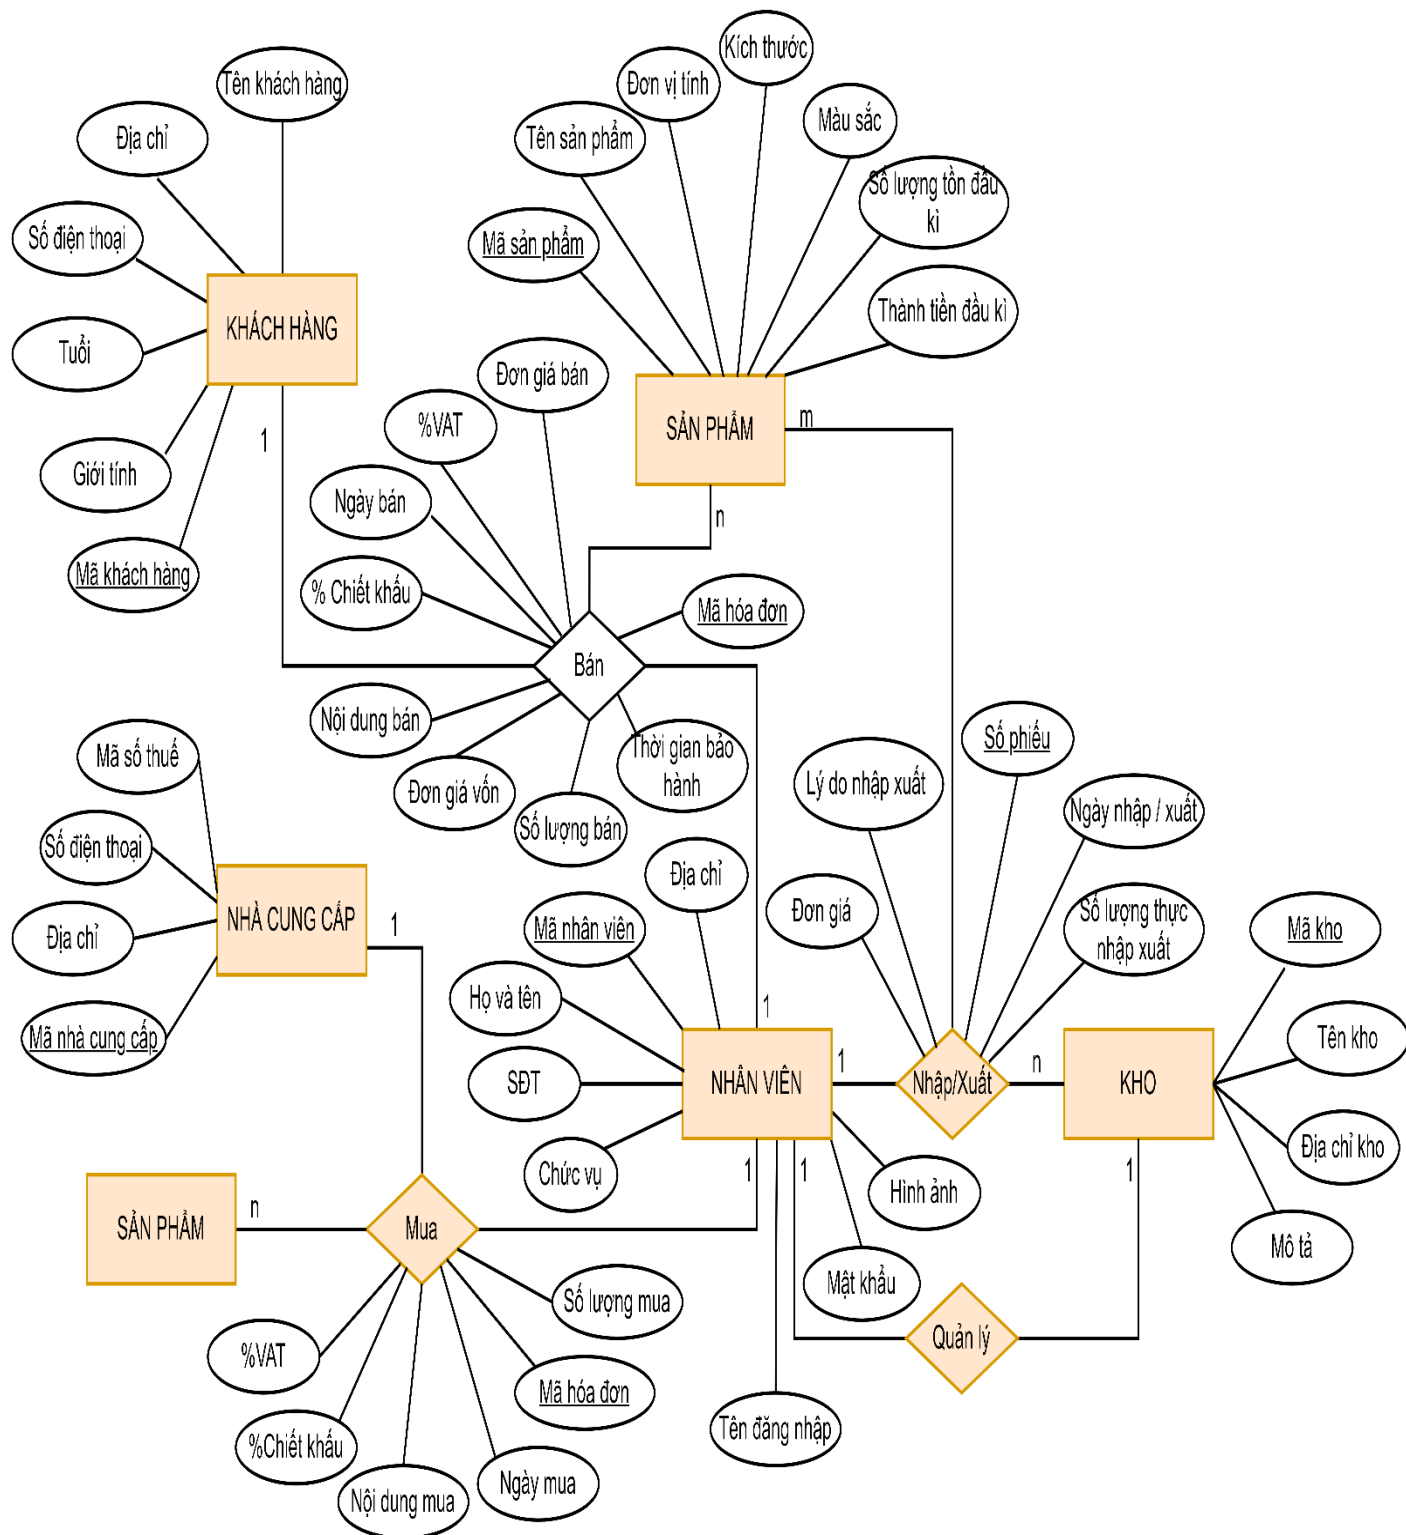 Kích thước
Tên khách hàng
Đơn vị tính
Địa chỉ
Màu sắc
Tên sản phẩm
Số lượng tồn đầu
kì
Số điện thoại
Mã sản phẩm
Thành tiền đầu kì
KHÁCH HÀNG
Tuổi
Đơn giá bán
%VAT
SẢN PHẨM
m
1
Giới tính
Ngày bán
n
Mã khách hàng
% Chiết khấu
Mã hóa đơn
Bán
Nội dung bán
Số phiếu
Mã số thuế
Thời gian bảo
hành
Lý do nhập xuất
Đơn giá vốn
Ngày nhập / xuất
Số lượng bán
Số điện thoại
Địa chỉ
Đơn giá
Số lượng thực
nhập xuất
NHÀ CUNG CẤP
1
Mã nhân viên
Mã kho
Địa chỉ
Họ và tên
1
Mã nhà cung cấp
Tên kho
SĐT
NHÂN VIÊN
1
Nhập/Xuất
n
KHO
Địa chỉ kho
Chức vụ
1
1
1
Hình ảnh
SẢN PHẨM
n
Mua
Mô tả
Mật khẩu
Số lượng mua
Quản lý
%VAT
Mã hóa đơn
Tên đăng nhập
%Chiết khấu
Ngày mua
Nội dung mua